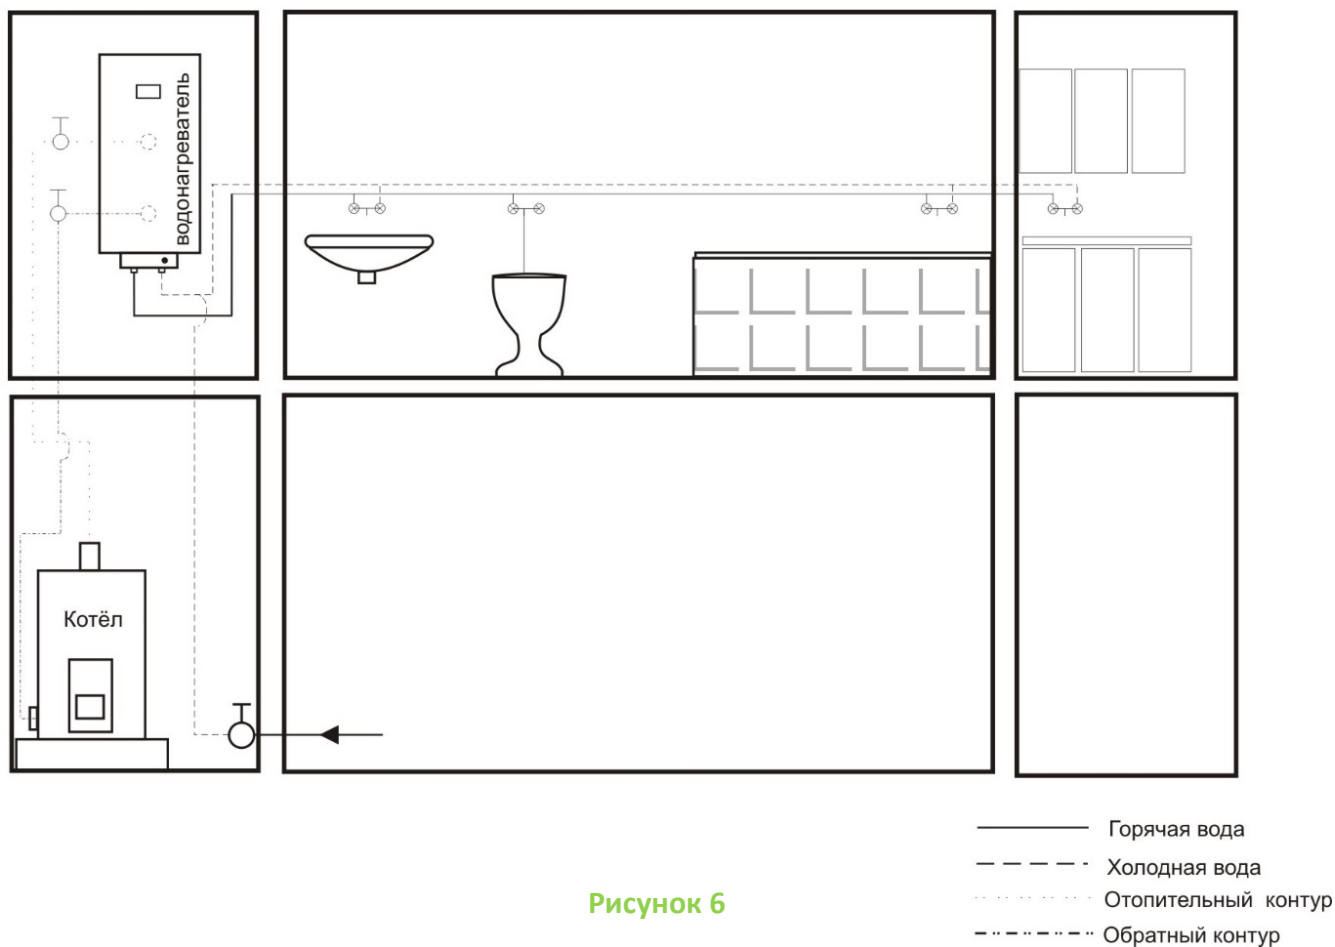 водонагреватель
Котёл
Горячая вода
Холодная вода
Отопительный контур
Обратный контур
Рисунок 6